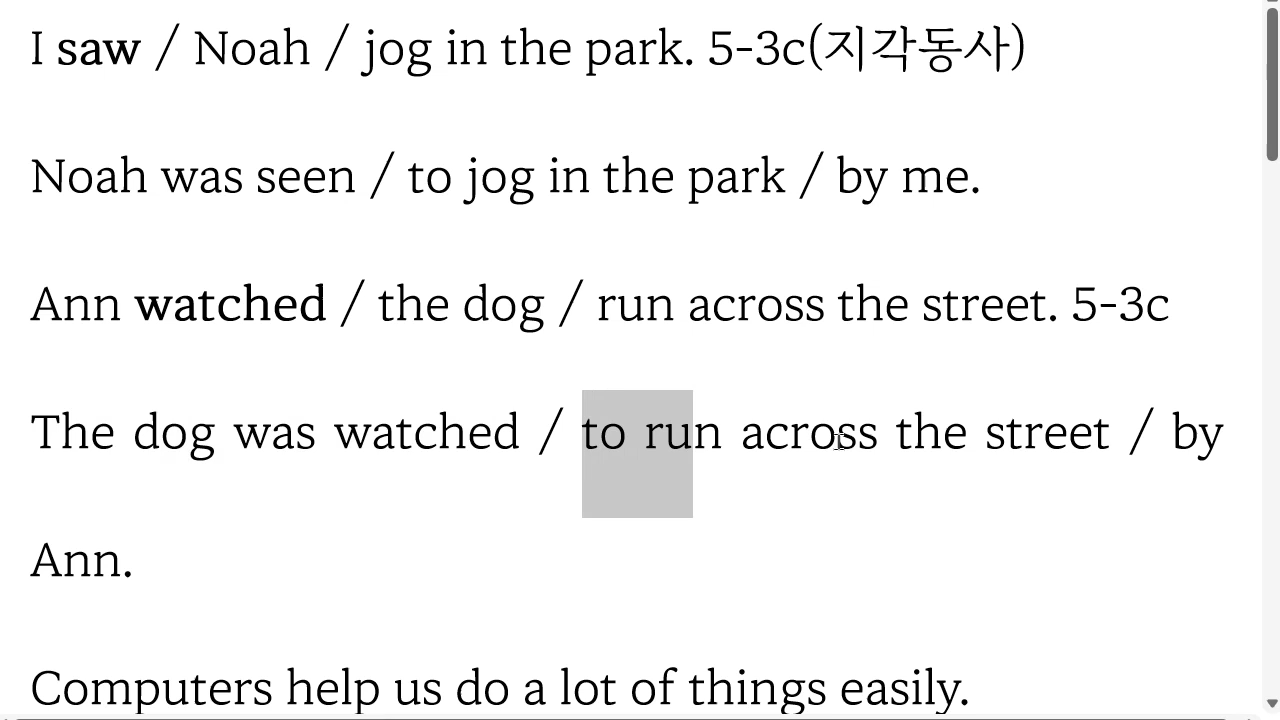 I saw / Noah / jog in the park. 5-3c(지각동사)
Noah was seen / to jog in the park / by me.
Ann watched / the dog / run across the street. 5-3c
The dog was watched / to run across the street / by
Ann.
Computers help us do a lot of things easily.